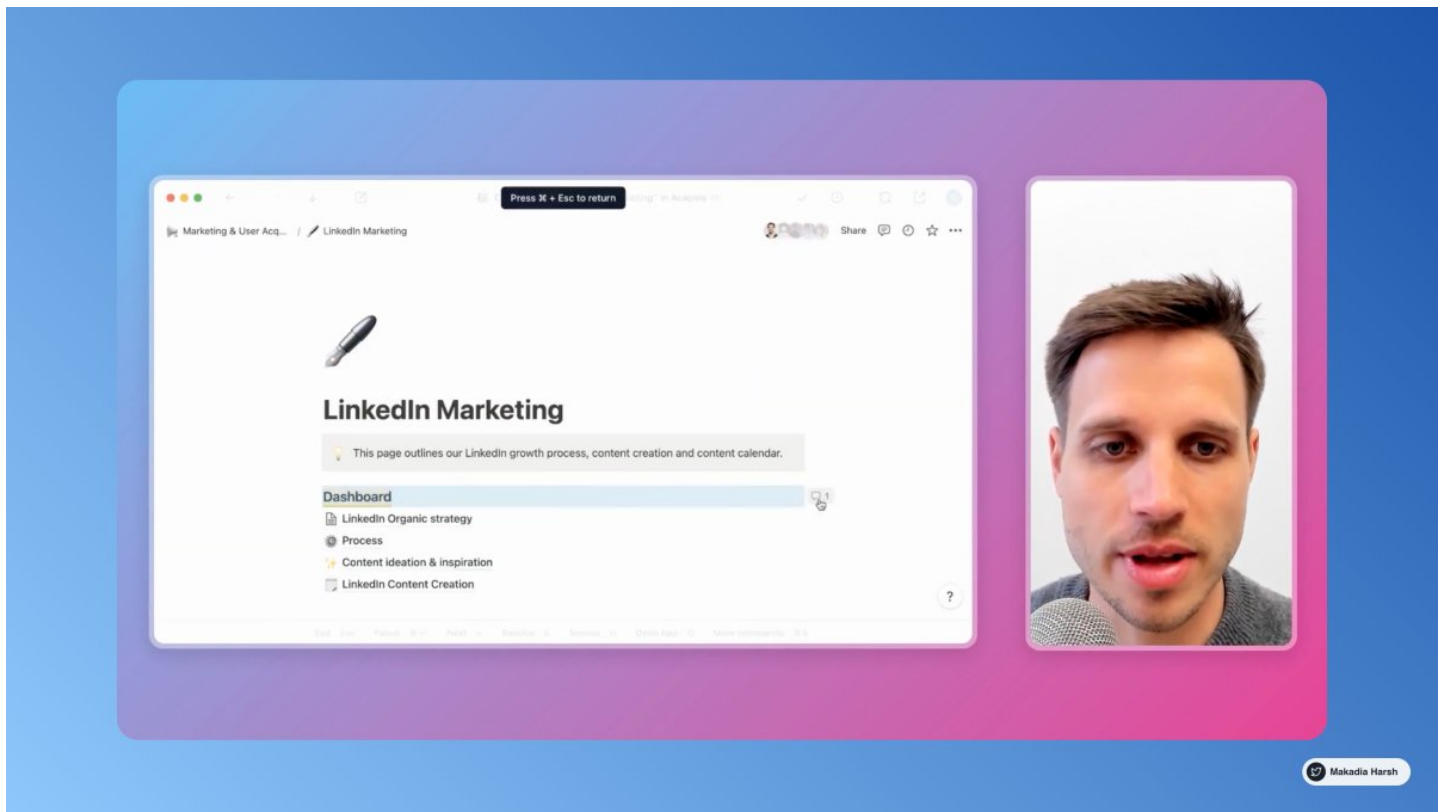 Press ⌘ + Esc to return
Marketing & User Acq... / LinkedIn Marketing
Share
LinkedIn Marketing
This page outlines our LinkedIn growth process, content creation and content calendar.
Dashboard
1
LinkedIn Organic strategy
Process
Content ideation & inspiration
LinkedIn Content Creation
?
Makadia Harsh